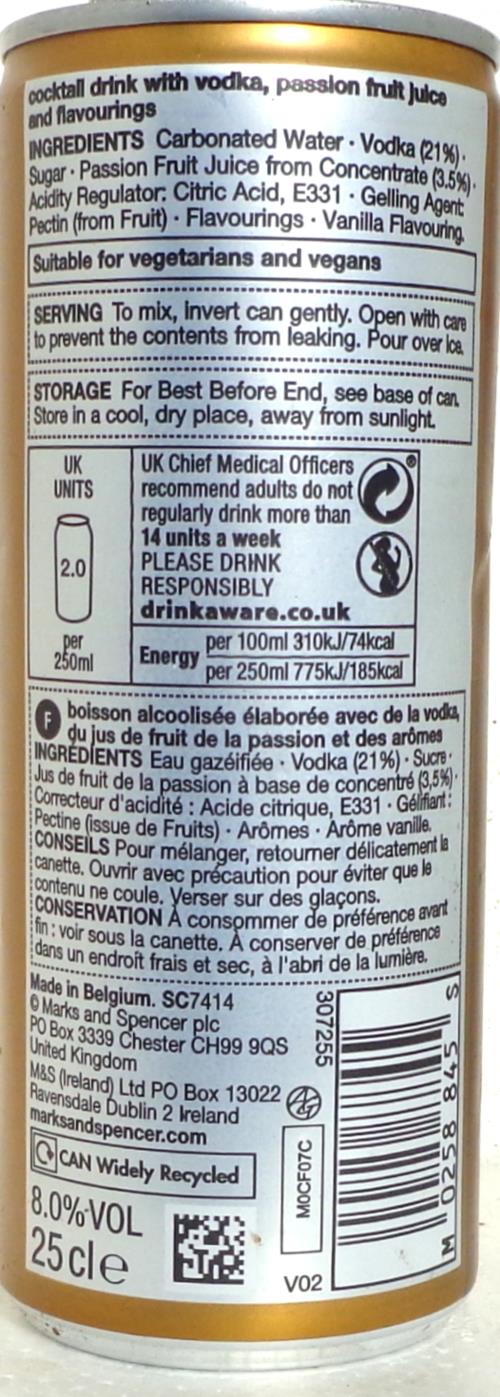 cocktail drink with vodka, passion fruit juice
and flavourings
INGREDIENTS Carbonated Water · Vodka (21%) ·
Sugar · Passion Fruit Juice from Concentrate (3.5%) ·
Acidity Regulator: Citric Acid, E331 · Gelling Agent:
Pectin (from Fruit) · Flavourings · Vanilla Flavouring.
Suitable for vegetarians and vegans
SERVING To mix, invert can gently. Open with care
to prevent the contents from leaking. Pour over ice.
STORAGE For Best Before End, see base of can.
Store in a cool, dry place, away from sunlight.
UK
UNITS
2.0
per
250ml
UK Chief Medical Officers
recommend adults do not
regularly drink more than
14 units a week
PLEASE DRINK
RESPONSIBLY
drinkaware.co.uk
Energy
per 100ml 310kJ/74kcal
per 250ml 775kJ/185kcal
F boisson alcoolisée élaborée avec de la vodka,
du jus de fruit de la passion et des arômes
INGRÉDIENTS Eau gazéifiée · Vodka (21%) · Sucre ·
Jus de fruit de la passion à base de concentré (3,5%) ·
Correcteur d'acidité : Acide citrique, E331 · Gélifiant :
Pectine (issue de Fruits) · Arômes · Arôme vanille.
CONSEILS Pour mélanger, retourner délicatement la
canette. Ouvrir avec précaution pour éviter que le
contenu ne coule. Verser sur des glaçons.
CONSERVATION À consommer de préférence avant
fin : voir sous la canette. À conserver de préférence
dans un endroit frais et sec, à l'abri de la lumière.
Made in Belgium. SC7414
© Marks and Spencer plc
PO Box 3339 Chester CH99 9QS
United Kingdom
M&S (Ireland) Ltd PO Box 13022
Ravensdale Dublin 2 Ireland
marksandspencer.com
CAN Widely Recycled
8.0%VOL
25 cl e
307255
M0CF07C
V02
M 0258 845 S